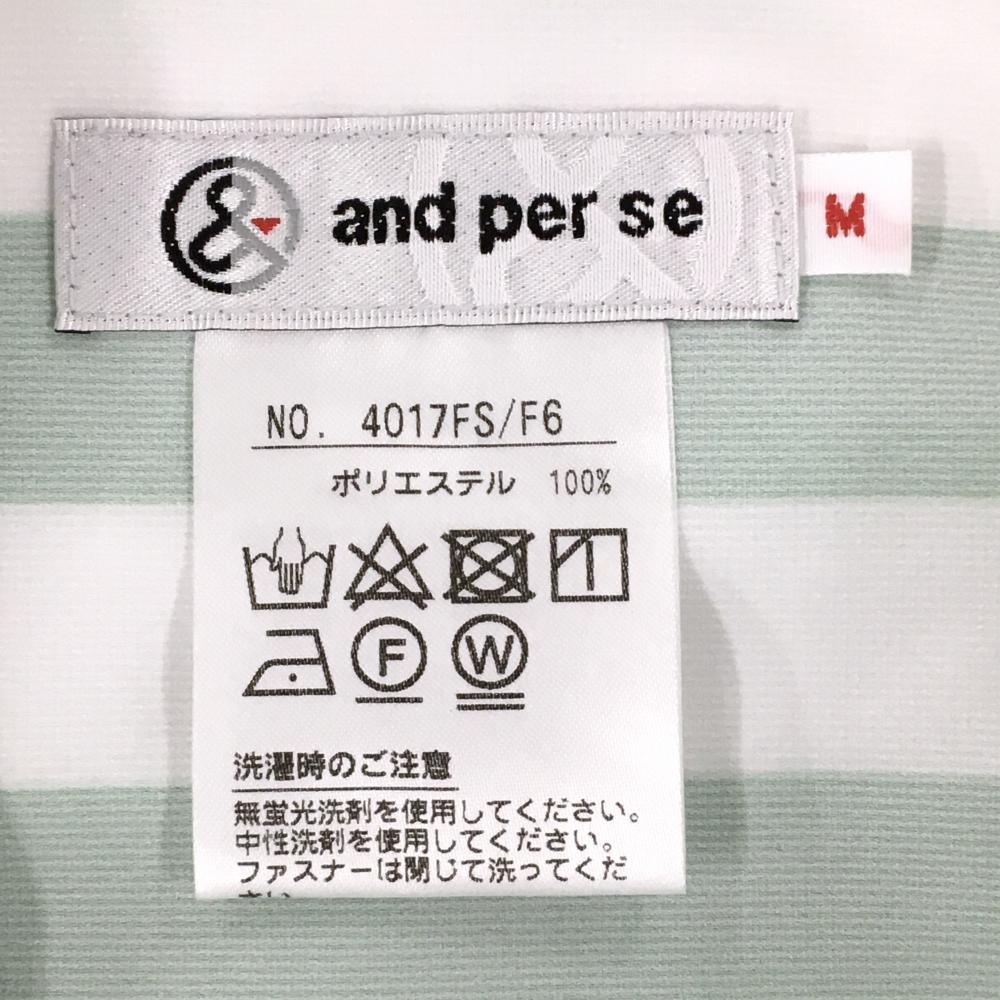 and per se
M
NO. 4017FS/F6
ポリエステル 100%
F
W
洗濯時のご注意
無蛍光洗剤を使用してください。
中性洗剤を使用してください。
ファスナーは閉じて洗ってくだ
さい